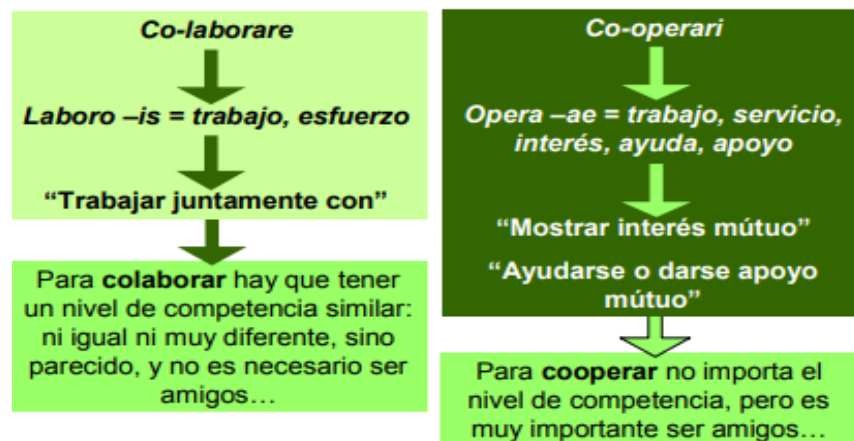 Co-laborare
Laboro –is = trabajo, esfuerzo
“Trabajar juntamente con”
Para colaborar hay que tener
un nivel de competencia similar:
ni igual ni muy diferente, sino
parecido, y no es necesario ser
amigos…
Co-operari
Opera –ae = trabajo, servicio,
interés, ayuda, apoyo
“Mostrar interés mútuo”
“Ayudarse o darse apoyo
mútuo”
Para cooperar no importa el
nivel de competencia, pero es
muy importante ser amigos…